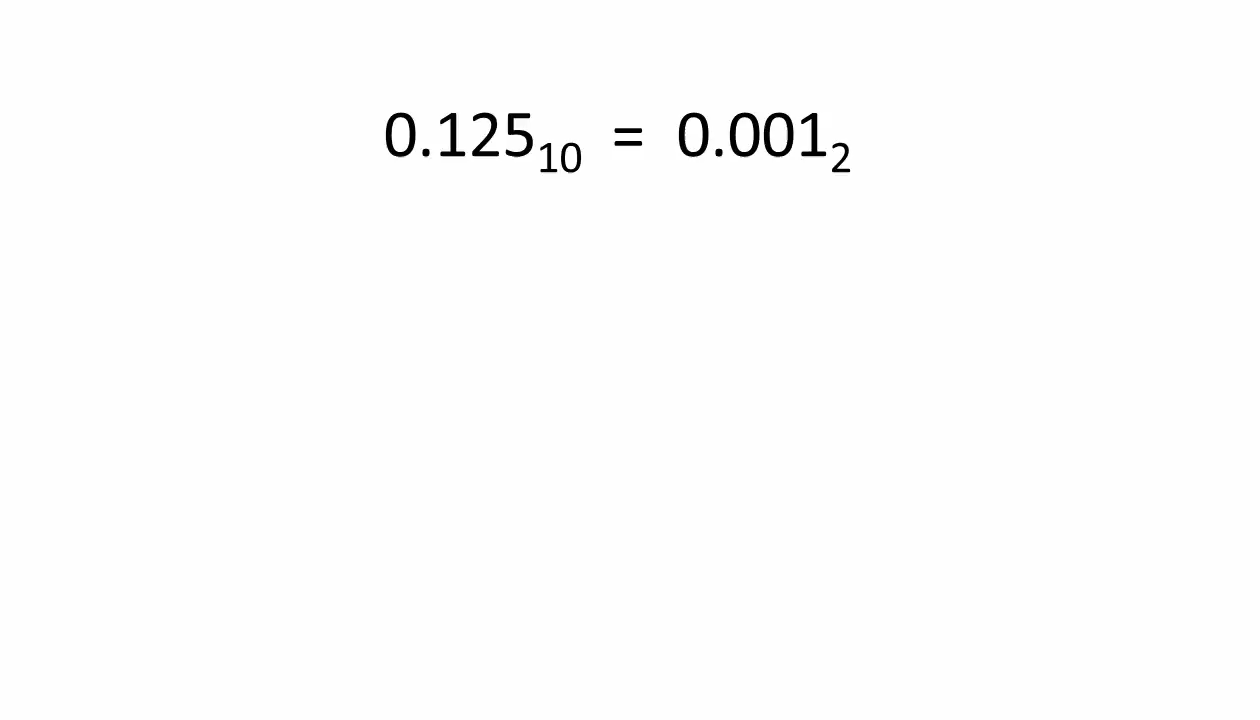 0.125₁₀ = 0.001₂